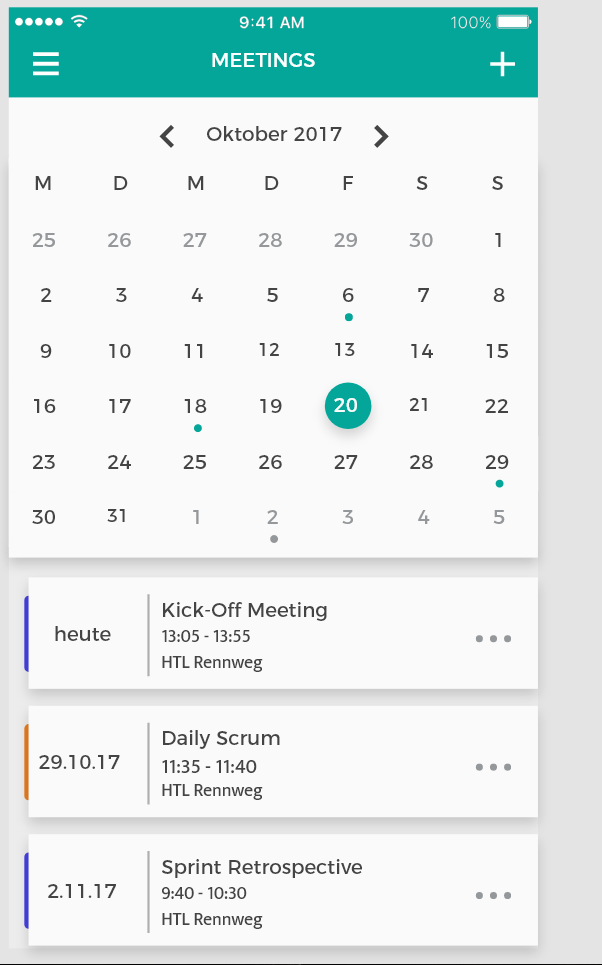 9:41 AM 100%
MEETINGS
Oktober 2017
M D M D F S S
25 26 27 28 29 30 1
2 3 4 5 6 7 8
9 10 11 12 13 14 15
16 17 18 19 20 21 22
23 24 25 26 27 28 29
30 31 1 2 3 4 5
heute
Kick-Off Meeting
13:05 - 13:55
HTL Rennweg
29.10.17
Daily Scrum
11:35 - 11:40
HTL Rennweg
2.11.17
Sprint Retrospective
9:40 - 10:30
HTL Rennweg